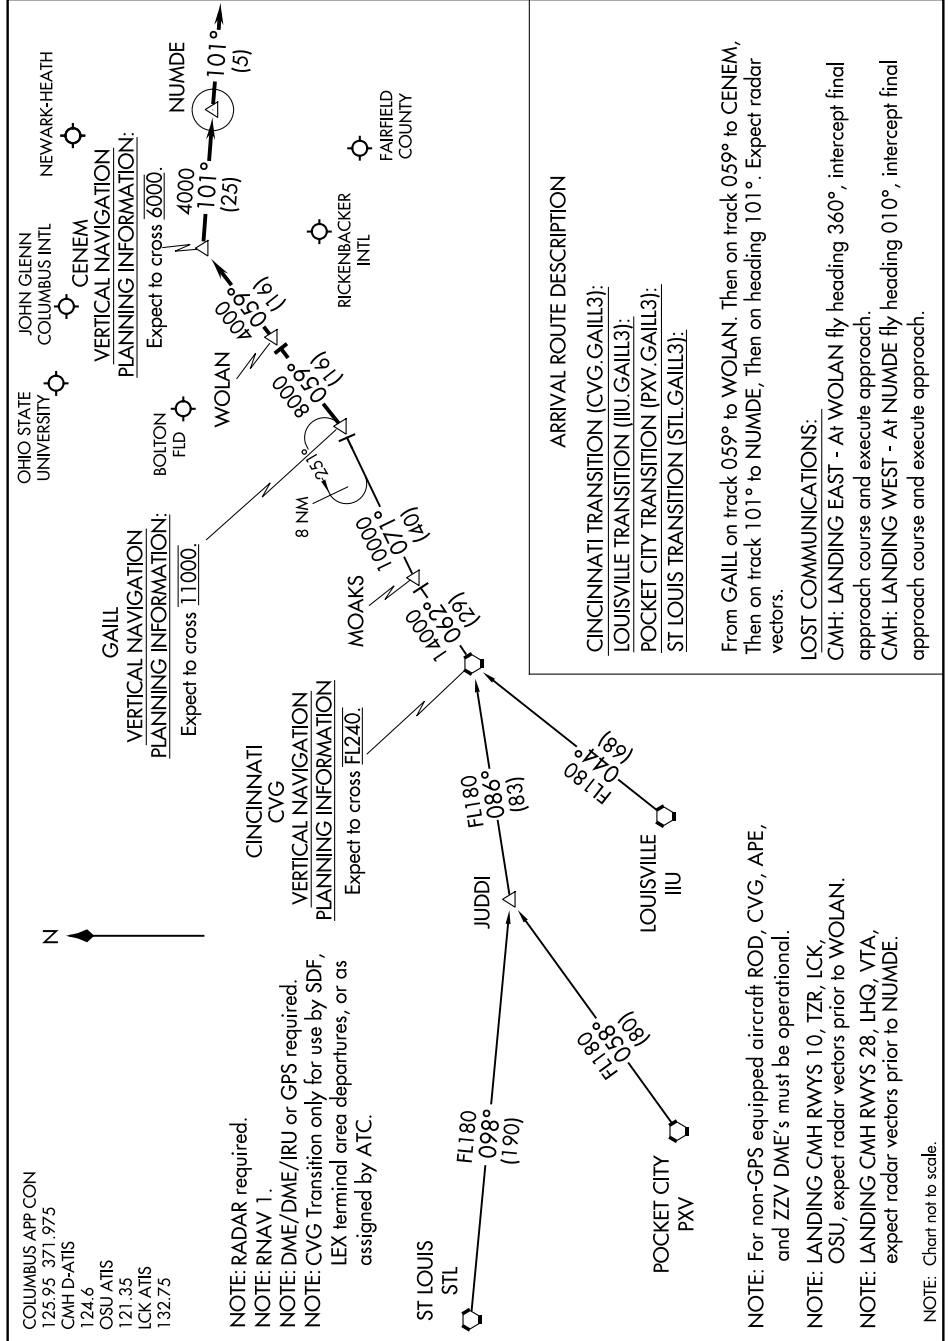 COLUMBUS APP CON
125.95 371.975
CMH D-ATIS
124.6
OSU ATIS
121.35
LCK ATIS
132.75
NOTE: RADAR required.
NOTE: RNAV 1.
NOTE: DME/DME/IRU or GPS required.
NOTE: CVG Transition only for use by SDF,
LEX terminal area departures, or as
assigned by ATC.
N
ST LOUIS
STL
FL180
098°
(190)
POCKET CITY
PXV
FL180
058°
(80)
JUDDI
FL180
086°
(83)
LOUISVILLE
IIU
FL180
044°
(68)
CINCINNATI
CVG
VERTICAL NAVIGATION
PLANNING INFORMATION
Expect to cross FL240.
14000
062°
(29)
MOAKS
10000
071°
(40)
GAILL
VERTICAL NAVIGATION
PLANNING INFORMATION:
Expect to cross 11000.
8 NM
251°
8000
059°
(16)
WOLAN
4000
059°
(16)
CENEM
VERTICAL NAVIGATION
PLANNING INFORMATION:
Expect to cross 6000.
4000
101°
(25)
NUMDE
101°
(5)
OHIO STATE
UNIVERSITY
JOHN GLENN
COLUMBUS INTL
NEWARK-HEATH
BOLTON
FLD
RICKENBACKER
INTL
FAIRFIELD
COUNTY
NOTE: For non-GPS equipped aircraft ROD, CVG, APE,
and ZZV DME's must be operational.
NOTE: LANDING CMH RWYS 10, TZR, LCK,
OSU, expect radar vectors prior to WOLAN.
NOTE: LANDING CMH RWYS 28, LHQ, VTA,
expect radar vectors prior to NUMDE.
NOTE: Chart not to scale.
ARRIVAL ROUTE DESCRIPTION
CINCINNATI TRANSITION (CVG.GAILL3):
LOUISVILLE TRANSITION (IIU.GAILL3):
POCKET CITY TRANSITION (PXV.GAILL3):
ST LOUIS TRANSITION (STL.GAILL3):
From GAILL on track 059° to WOLAN. Then on track 059° to CENEM,
Then on track 101° to NUMDE, Then on heading 101°. Expect radar
vectors.
LOST COMMUNICATIONS:
CMH: LANDING EAST - At WOLAN fly heading 360°, intercept final
approach course and execute approach.
CMH: LANDING WEST - At NUMDE fly heading 010°, intercept final
approach course and execute approach.